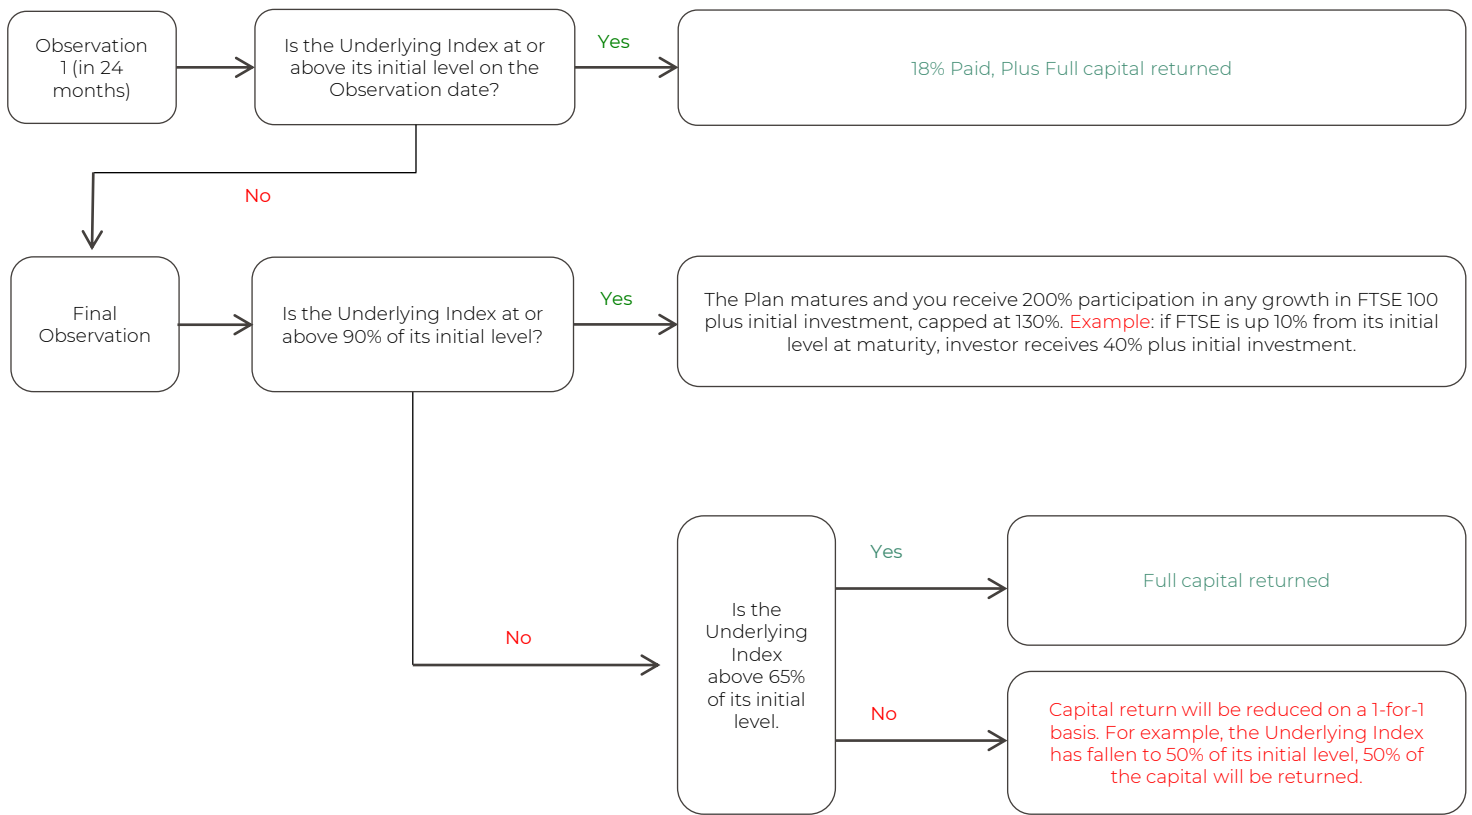 Observation
1 (in 24
months)
Is the Underlying Index at or
above its initial level on the
Observation date?
Yes
18% Paid, Plus Full capital returned
No
Final
Observation
Is the Underlying Index at or
above 90% of its initial level?
Yes
The Plan matures and you receive 200% participation in any growth in FTSE 100
plus initial investment, capped at 130%. Example: if FTSE is up 10% from its initial
level at maturity, investor receives 40% plus initial investment.
No
Is the
Underlying
Index
above 65%
of its initial
level.
Yes
Full capital returned
No
Capital return will be reduced on a 1-for-1
basis. For example, the Underlying Index
has fallen to 50% of its initial level, 50% of
the capital will be returned.